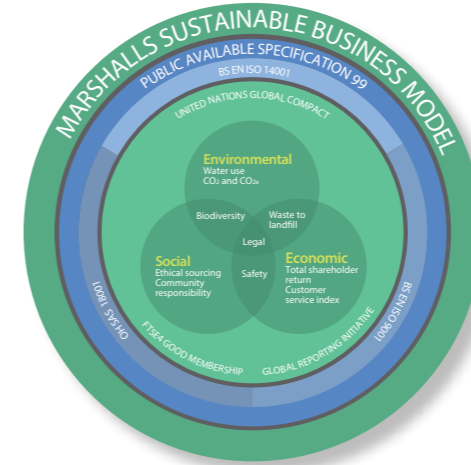 MARSHALLS SUSTAINABLE BUSINESS MODEL
PUBLIC AVAILABLE SPECIFICATION 99
BS EN ISO 14001
UNITED NATIONS GLOBAL COMPACT
Environmental
Water use
CO₂ and CO₂e
Biodiversity
Waste to
landfill
Legal
Social
Ethical sourcing
Community
responsibility
Safety
Economic
Total shareholder
return
Customer
service index
OH SAS 18001
BS EN ISO 9001
FTSE4 GOOD MEMBERSHIP
GLOBAL REPORTING INITIATIVE